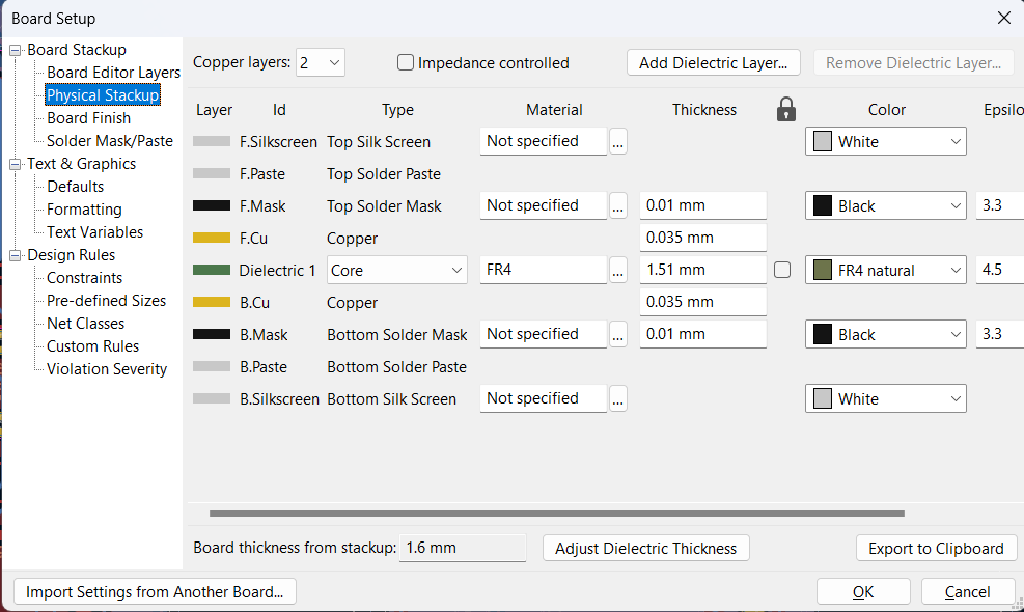 Board Setup
Board Stackup
Board Editor Layers
Physical Stackup
Board Finish
Solder Mask/Paste
Text & Graphics
Defaults
Formatting
Text Variables
Design Rules
Constraints
Pre-defined Sizes
Net Classes
Custom Rules
Violation Severity
Copper layers: 2 Impedance controlled Add Dielectric Layer... Remove Dielectric Layer...
Layer Id Type Material Thickness Color Epsilo
F.Silkscreen Top Silk Screen Not specified ... White
F.Paste Top Solder Paste
F.Mask Top Solder Mask Not specified ... 0.01 mm Black 3.3
F.Cu Copper 0.035 mm
Dielectric 1 Core FR4 ... 1.51 mm FR4 natural 4.5
B.Cu Copper 0.035 mm
B.Mask Bottom Solder Mask Not specified ... 0.01 mm Black 3.3
B.Paste Bottom Solder Paste
B.Silkscreen Bottom Silk Screen Not specified ... White
Board thickness from stackup: 1.6 mm Adjust Dielectric Thickness Export to Clipboard
Import Settings from Another Board... OK Cancel